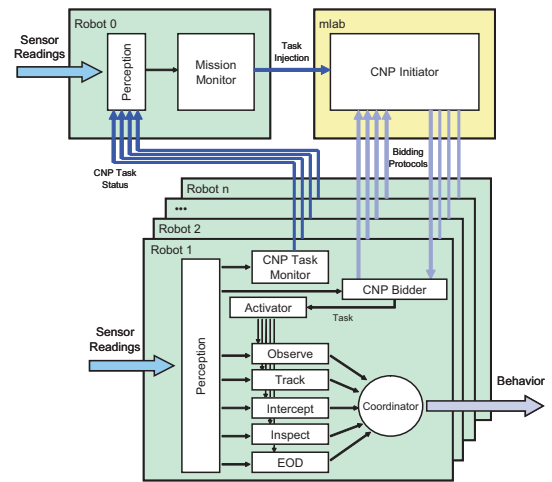 Robot 0
mlab
Sensor
Readings
Perception
Mission
Monitor
Task
Injection
CNP Initiator
CNP Task
Status
Bidding
Protocols
Robot n
...
Robot 2
Robot 1
CNP Task
Monitor
CNP Bidder
Activator
Task
Sensor
Readings
Perception
Observe
Track
Intercept
Inspect
EOD
Coordinator
Behavior